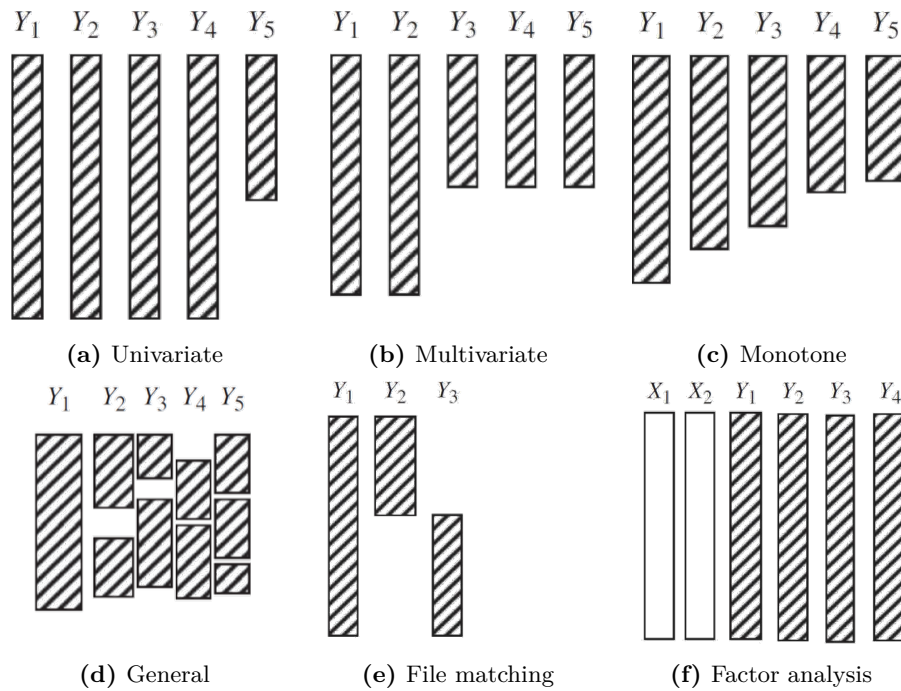 Y₁ Y₂ Y₃ Y₄ Y₅ Y₁ Y₂ Y₃ Y₄ Y₅ Y₁ Y₂ Y₃ Y₄ Y₅
(a) Univariate (b) Multivariate (c) Monotone
Y₁ Y₂ Y₃ Y₄ Y₅ Y₁ Y₂ Y₃ X₁ X₂ Y₁ Y₂ Y₃ Y₄
(d) General (e) File matching (f) Factor analysis